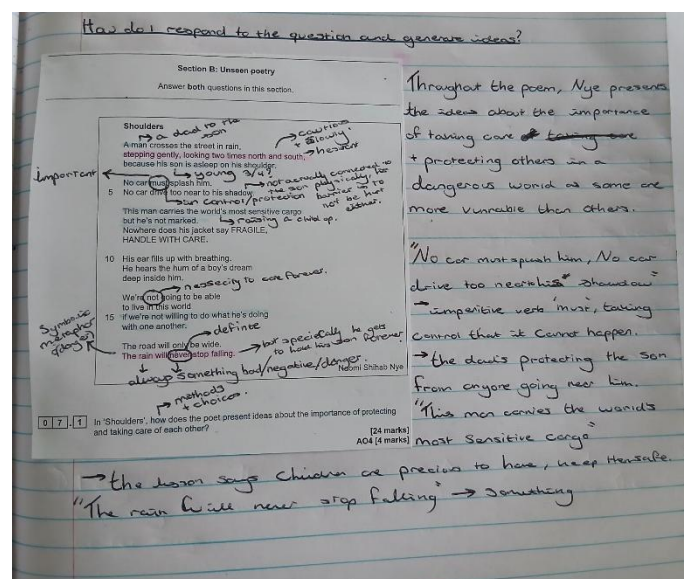 How do I respond to the question and generate ideas?
Section B: Unseen poetry
Answer both questions in this section.
Shoulders
→ a dad to the son
A man crosses the street in rain,
stepping gently, looking two times north and south,
because his son is asleep on his shoulder.
→ cautious
+ slowly
→ young 3/4?
important
No car must splash him.
5 No car drive too near to his shadow.
→ not actually connected to
the son physically.
→ sun control/protection barrier is to
not be hurt
either.
This man carries the world's most sensitive cargo
but he's not marked.
→ raising a child up.
Nowhere does his jacket say FRAGILE,
HANDLE WITH CARE.
10 His ear fills up with breathing.
He hears the hum of a boy's dream
deep inside him.
→ nessecity to care forever.
We're not going to be able
to live in this world
15 if we're not willing to do what he's doing
with one another.
→ definite
The road will only be wide.
The rain will never stop falling.
→ but specially he gets
to hold his son forever
Symbolic
metaphor
(danger)
always something bad/negative/danger.
Naomi Shihab Nye
→ methods
+ choices.
0 7 . 1 In 'Shoulders', how does the poet present ideas about the importance of protecting
and taking care of each other?
[24 marks]
AO4 [4 marks]
Throughout the poem, Nye presents
the ideas about the importance
of taking care
+ protecting others in a
dangerous world as some are
more vunrable than others.
"No car must spush him, No car
drive too near his" shawdow"
→ imperitive verb 'must', taking
control that it cannot happen.
→ the dad's protecting the son
from anyone going near him.
"This man carries the world's
most sensitive cargo"
→ the lesson says children are precious to have, keep them safe.
"The rain will never stop falling" → something